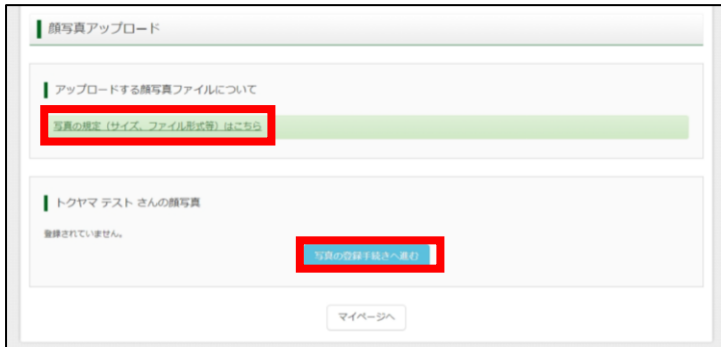 顔写真アップロード
アップロードする顔写真ファイルについて
写真の規定（サイズ、ファイル形式等）はこちら
トクヤマ テスト さんの顔写真
登録されていません。
写真の登録手続きへ進む
マイページへ